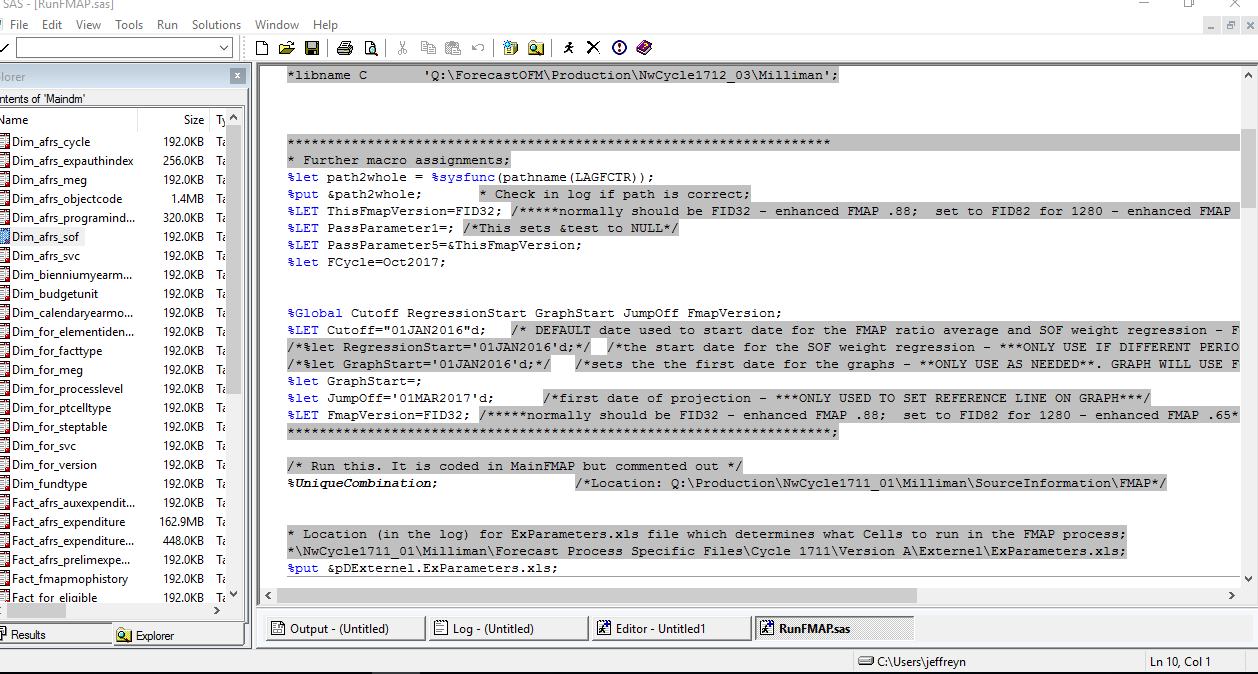 SAS - [RunFMAP.sas]
File Edit View Tools Run Solutions Window Help
lorer
ntents of 'Maindm'
Name Size Ty
Dim_afrs_cycle 192.0KB Ta
Dim_afrs_expauthindex 256.0KB Ta
Dim_afrs_meg 192.0KB Ta
Dim_afrs_objectcode 1.4MB Ta
Dim_afrs_programind... 320.0KB Ta
Dim_afrs_sof 192.0KB Ta
Dim_afrs_svc 192.0KB Ta
Dim_bienniumyearm... 192.0KB Ta
Dim_budgetunit 192.0KB Ta
Dim_calendaryearmo... 192.0KB Ta
Dim_for_elementiden... 192.0KB Ta
Dim_for_facttype 192.0KB Ta
Dim_for_meg 192.0KB Ta
Dim_for_processlevel 192.0KB Ta
Dim_for_ptcelltype 192.0KB Ta
Dim_for_steptable 192.0KB Ta
Dim_for_svc 192.0KB Ta
Dim_for_version 192.0KB Ta
Dim_fundtype 192.0KB Ta
Fact_afrs_auxexpendit... 192.0KB Ta
Fact_afrs_expenditure 162.9MB Ta
Fact_afrs_expenditure... 448.0KB Ta
Fact_afrs_prelimexpe... 192.0KB Ta
Fact_fmapmophistory 192.0KB Ta
Fact_for_eligible 192.0KB Ta
Results Explorer
*libname C 'Q:\ForecastOFM\Production\NwCycle1712_03\Milliman';
********************************************************************
* Further macro assignments;
%let path2whole = %sysfunc(pathname(LAGFCTR));
%put &path2whole; * Check in log if path is correct;
%LET ThisFmapVersion=FID32; /*****normally should be FID32 - enhanced FMAP .88; set to FID82 for 1280 - enhanced FMAP
%LET PassParameter1=; /*This sets &test to NULL*/
%LET PassParameter5=&ThisFmapVersion;
%let FCycle=Oct2017;
%Global Cutoff RegressionStart GraphStart JumpOff FmapVersion;
%LET Cutoff="01JAN2016"d; /* DEFAULT date used to start date for the FMAP ratio average and SOF weight regression - F
/*%let RegressionStart='01JAN2016'd;*/ /*the start date for the SOF weight regression - ***ONLY USE IF DIFFERENT PERIO
/*%let GraphStart='01JAN2016'd;*/ /*sets the the first date for the graphs - **ONLY USE AS NEEDED**. GRAPH WILL USE F
%let GraphStart=;
%let JumpOff='01MAR2017'd; /*first date of projection - ***ONLY USED TO SET REFERENCE LINE ON GRAPH***/
%LET FmapVersion=FID32; /*****normally should be FID32 - enhanced FMAP .88; set to FID82 for 1280 - enhanced FMAP .65*
********************************************************************;
/* Run this. It is coded in MainFMAP but commented out */
%UniqueCombination; /*Location: Q:\Production\NwCycle1711_01\Milliman\SourceInformation\FMAP*/
* Location (in the log) for ExParameters.xls file which determines what Cells to run in the FMAP process;
*\NwCycle1711_01\Milliman\Forecast Process Specific Files\Cycle 1711\Version A\Externel\ExParameters.xls;
%put &pDExternel.ExParameters.xls;
Output - (Untitled) Log - (Untitled) Editor - Untitled1 RunFMAP.sas
C:\Users\jeffreyn Ln 10, Col 1